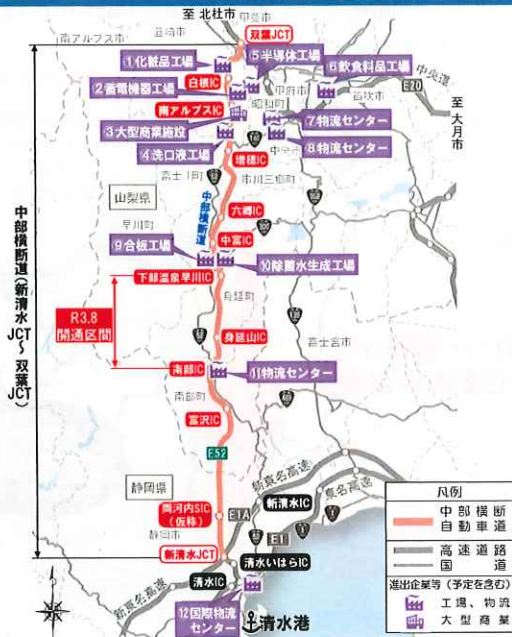 至 北杜市
甲斐市
韮崎市
南アルプス市
双葉JCT
①化粧品工場
⑤半導体工場
⑥飲食料品工場
白根IC
中央道
②蓄電機器工場
甲府市
笛吹市
E20
南アルプスIC
昭和町
至 大月市
③大型商業施設
⑦物流センター
④洗口液工場
中央市
⑧物流センター
増穂IC
富士川町
市川三郷町
山梨県
中部横断道
六郷IC
早川町
中富IC
⑨合板工場
⑩除菌水生成工場
下部温泉早川IC
中部横断道(新清水JCT～双葉JCT)
身延町
R3.8
開通区間
身延山IC
富士宮市
南部IC
⑪物流センター
南部町
富沢IC
E52
静岡県
新東名高速
東名高速
両河内SIC
(仮称)
E1A
新清水IC
静岡市
E1
新清水JCT
清水いはらIC
清水IC
新東名高速
⑫国際物流
センター
清水港
凡例
中部横断
自動車道
高速道路
国道
進出企業等(予定を含む)
工場、物流
大型商業